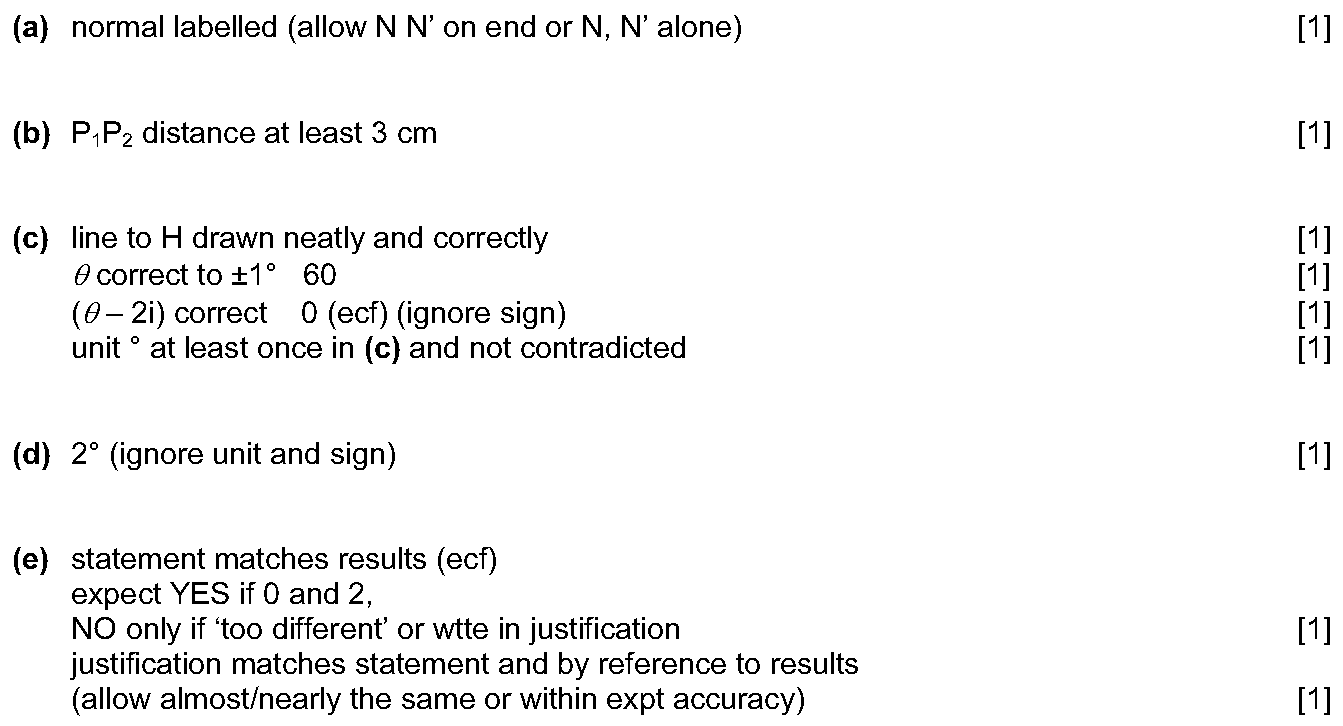 (a) normal labelled (allow N N’ on end or N, N’ alone) [1]
(b) P₁P₂ distance at least 3 cm [1]
(c) line to H drawn neatly and correctly [1]
θ correct to ±1° 60 [1]
(θ – 2i) correct 0 (ecf) (ignore sign) [1]
unit ° at least once in (c) and not contradicted [1]
(d) 2° (ignore unit and sign) [1]
(e) statement matches results (ecf)
expect YES if 0 and 2,
NO only if ‘too different’ or wtte in justification [1]
justification matches statement and by reference to results
(allow almost/nearly the same or within expt accuracy) [1]